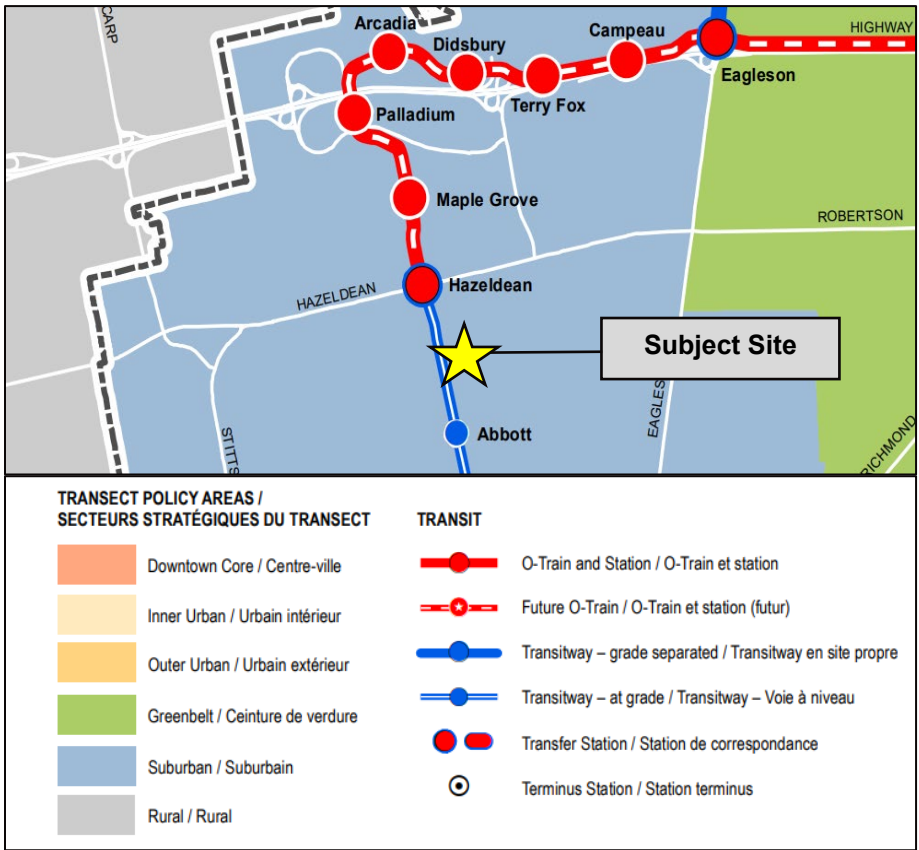 CARP
Arcadia
Didsbury
Campeau
HIGHWAY
Eagleson
Terry Fox
Palladium
Maple Grove
ROBERTSON
HAZELDEAN
Hazeldean
Subject Site
EAGLES
Abbott
STITTS
RICHMOND
TRANSECT POLICY AREAS /
SECTEURS STRATÉGIQUES DU TRANSECT
Downtown Core / Centre-ville
Inner Urban / Urbain intérieur
Outer Urban / Urbain extérieur
Greenbelt / Ceinture de verdure
Suburban / Suburbain
Rural / Rural
TRANSIT
O-Train and Station / O-Train et station
Future O-Train / O-Train et station (futur)
Transitway – grade separated / Transitway en site propre
Transitway – at grade / Transitway – Voie à niveau
Transfer Station / Station de correspondance
Terminus Station / Station terminus